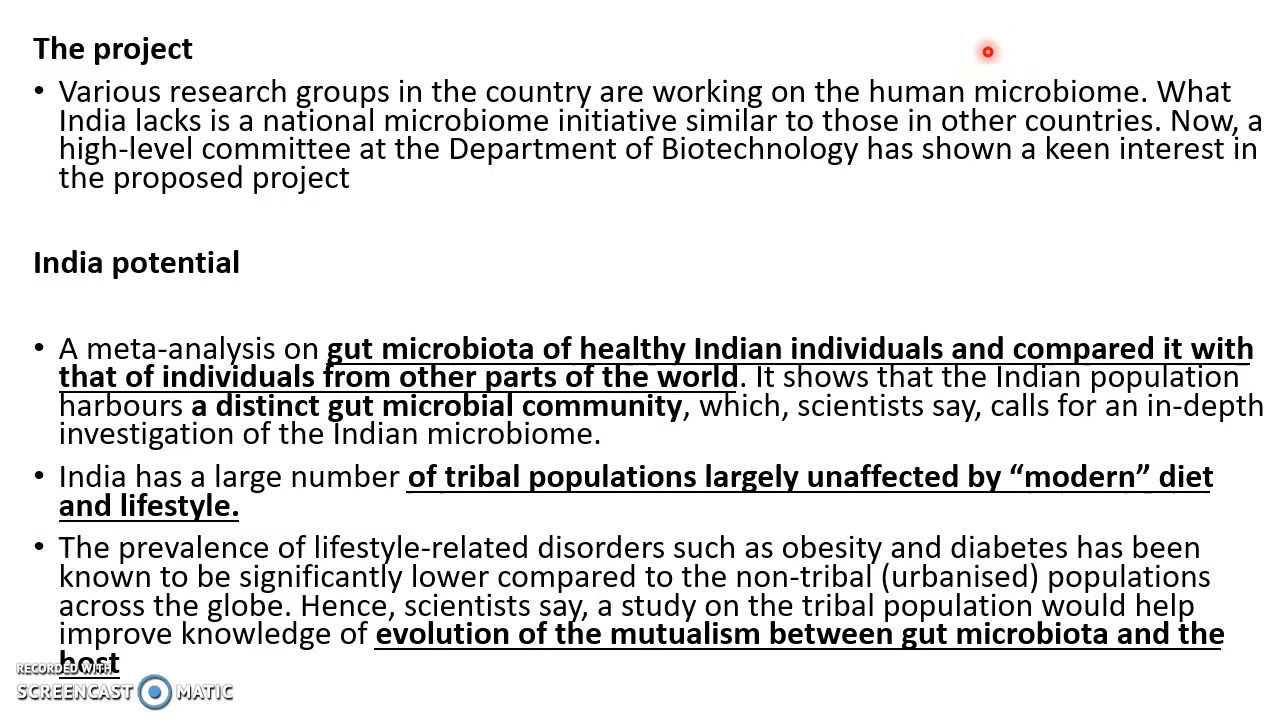 The project
• Various research groups in the country are working on the human microbiome. What
India lacks is a national microbiome initiative similar to those in other countries. Now, a
high-level committee at the Department of Biotechnology has shown a keen interest in
the proposed project
India potential
• A meta-analysis on gut microbiota of healthy Indian individuals and compared it with
that of individuals from other parts of the world. It shows that the Indian population
harbours a distinct gut microbial community, which, scientists say, calls for an in-depth
investigation of the Indian microbiome.
• India has a large number of tribal populations largely unaffected by “modern” diet
and lifestyle.
• The prevalence of lifestyle-related disorders such as obesity and diabetes has been
known to be significantly lower compared to the non-tribal (urbanised) populations
across the globe. Hence, scientists say, a study on the tribal population would help
improve knowledge of evolution of the mutualism between gut microbiota and the
host
RECORDED WITH
SCREENCAST MATIC